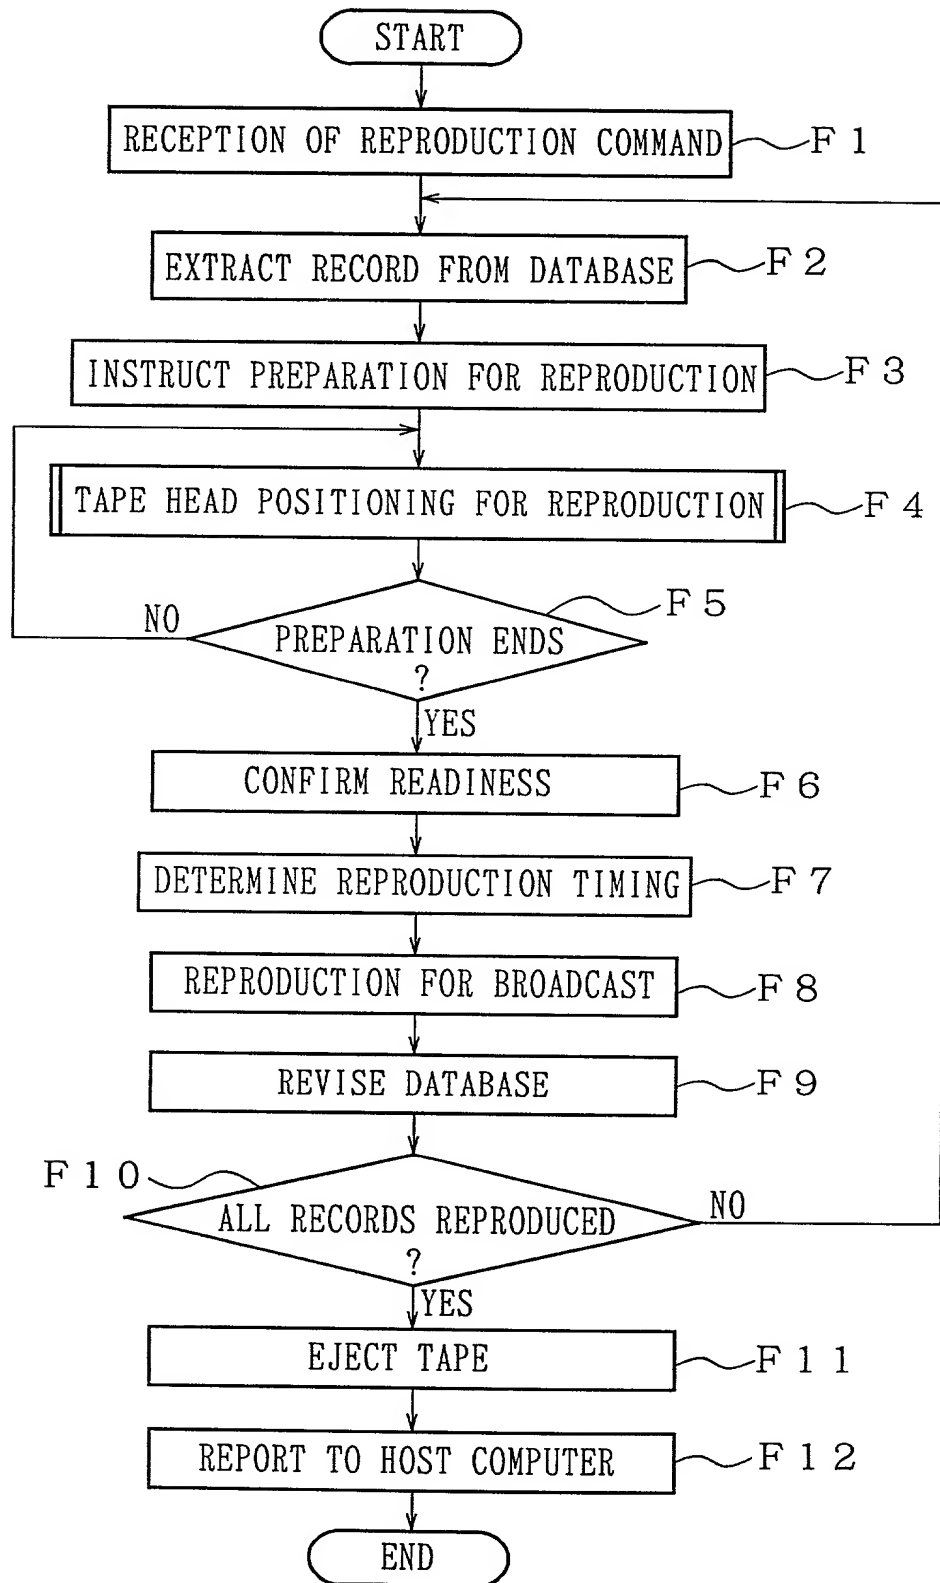 START
RECEPTION OF REPRODUCTION COMMAND
F 1
EXTRACT RECORD FROM DATABASE
F 2
INSTRUCT PREPARATION FOR REPRODUCTION
F 3
TAPE HEAD POSITIONING FOR REPRODUCTION
F 4
F 5
NO
PREPARATION ENDS
?
YES
CONFIRM READINESS
F 6
DETERMINE REPRODUCTION TIMING
F 7
REPRODUCTION FOR BROADCAST
F 8
REVISE DATABASE
F 9
F 1 0
ALL RECORDS REPRODUCED
?
NO
YES
EJECT TAPE
F 1 1
REPORT TO HOST COMPUTER
F 1 2
END